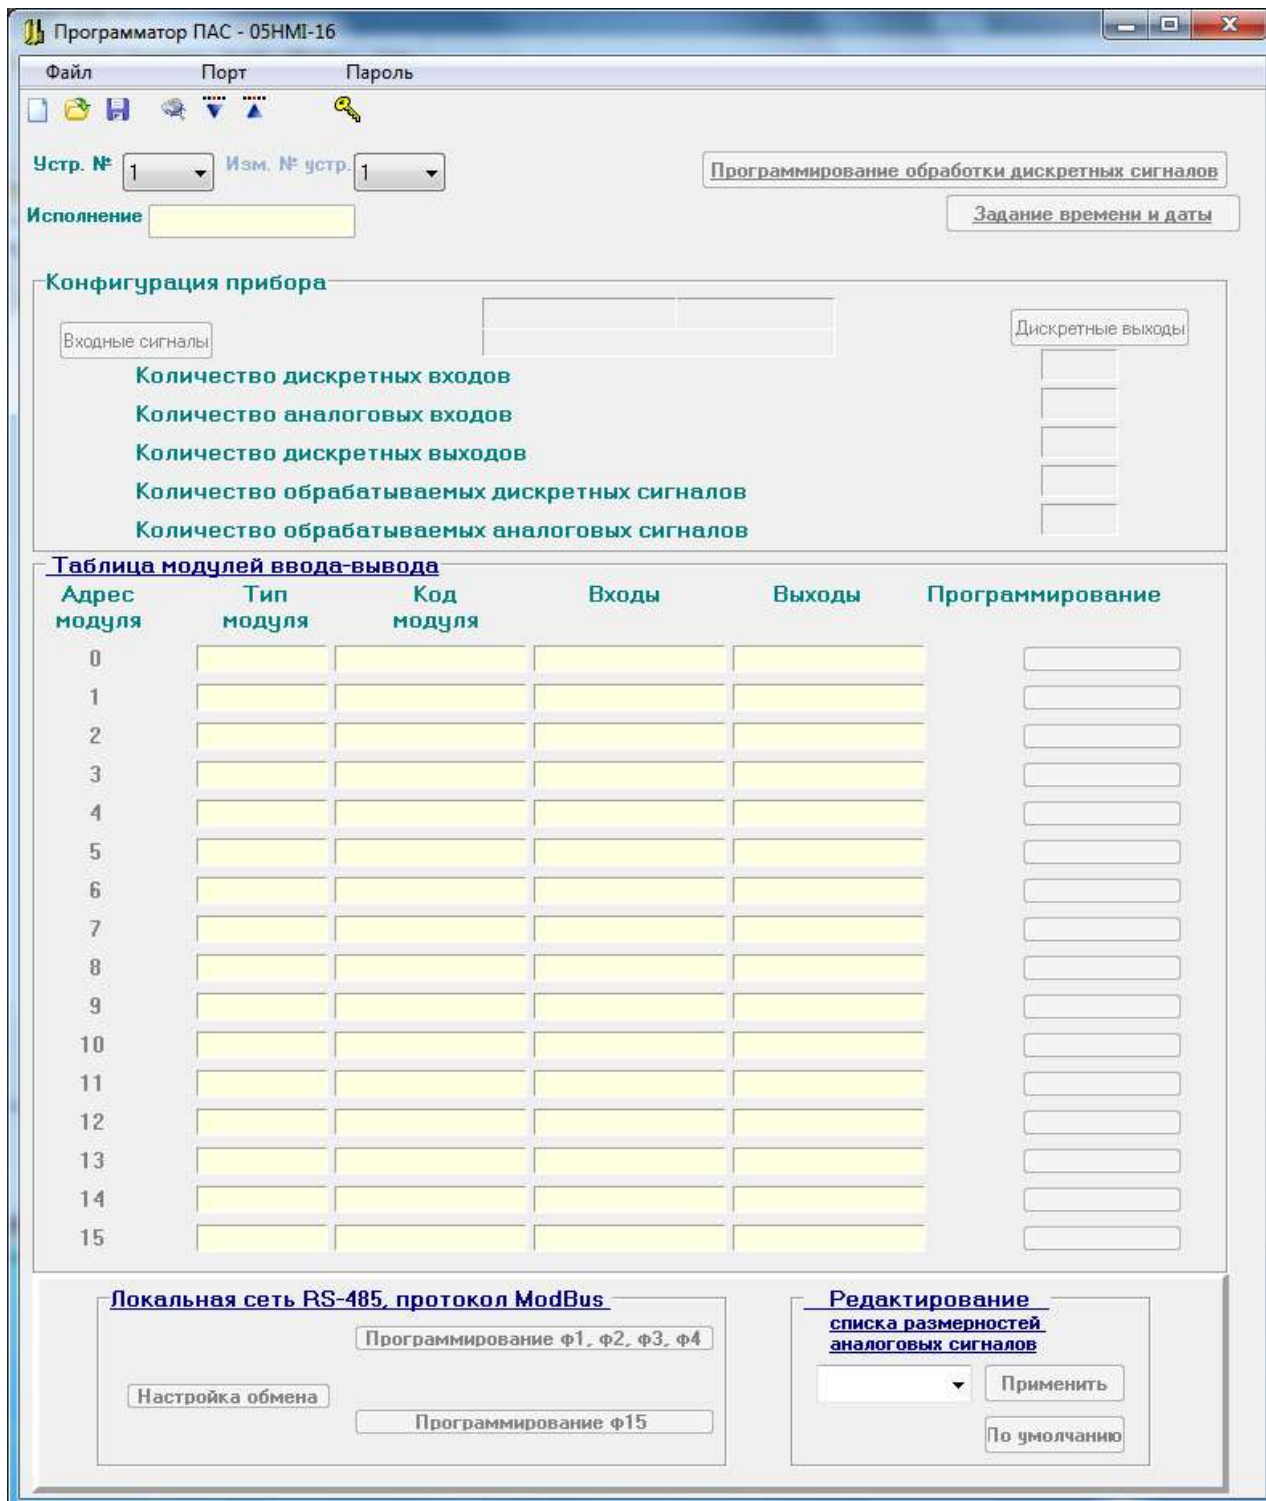 Программатор ПАС - 05HMI-16
Файл Порт Пароль
Устр. № 1 Изм. № устр. 1
Программирование обработки дискретных сигналов
Исполнение
Задание времени и даты
Конфигурация прибора
Входные сигналы
Дискретные выходы
Количество дискретных входов
Количество аналоговых входов
Количество дискретных выходов
Количество обрабатываемых дискретных сигналов
Количество обрабатываемых аналоговых сигналов
Таблица модулей ввода-вывода
Адрес модуля
Тип модуля
Код модуля
Входы
Выходы
Программирование
0
1
2
3
4
5
6
7
8
9
10
11
12
13
14
15
Локальная сеть RS-485, протокол ModBus
Программирование ф1, ф2, ф3, ф4
Настройка обмена
Программирование ф15
Редактирование
списка размерностей
аналоговых сигналов
Применить
По умолчанию